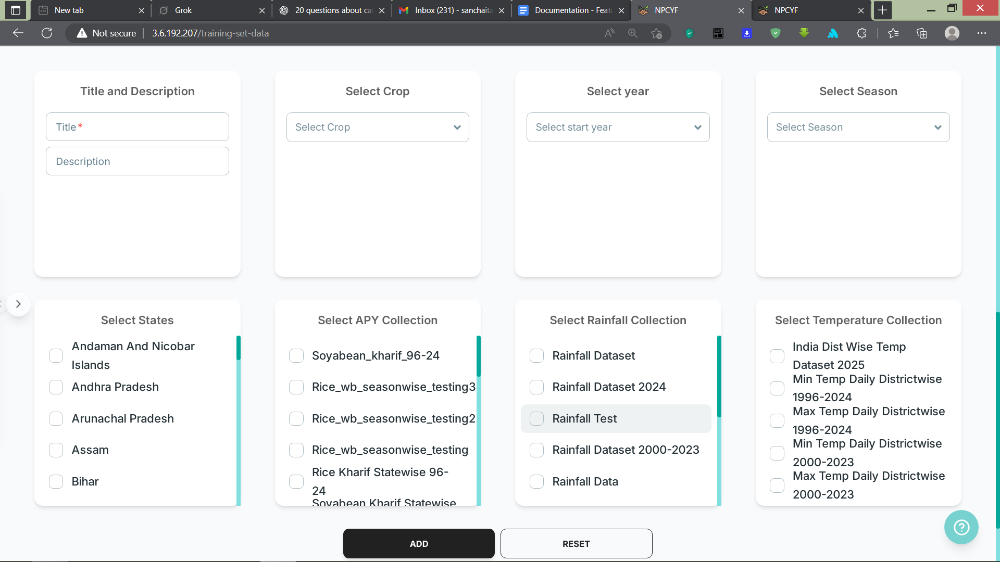 New tab
Grok
20 questions about ca
Inbox (231) - sanchaita
Documentation - Feat
NPCYF
NPCYF
Not secure
3.6.192.207/training-set-data
Title and Description
Title*
Description
Select Crop
Select Crop
Select year
Select start year
Select Season
Select Season
Select States
Andaman And Nicobar
Islands
Andhra Pradesh
Arunachal Pradesh
Assam
Bihar
Select APY Collection
Soyabean_kharif_96-24
Rice_wb_seasonwise_testing3
Rice_wb_seasonwise_testing2
Rice_wb_seasonwise_testing
Rice Kharif Statewise 96-
24
Soyabean Kharif Statewise
Select Rainfall Collection
Rainfall Dataset
Rainfall Dataset 2024
Rainfall Test
Rainfall Dataset 2000-2023
Rainfall Data
Select Temperature Collection
India Dist Wise Temp
Dataset 2025
Min Temp Daily Districtwise
1996-2024
Max Temp Daily Districtwise
1996-2024
Min Temp Daily Districtwise
2000-2023
Max Temp Daily Districtwise
2000-2023
ADD
RESET